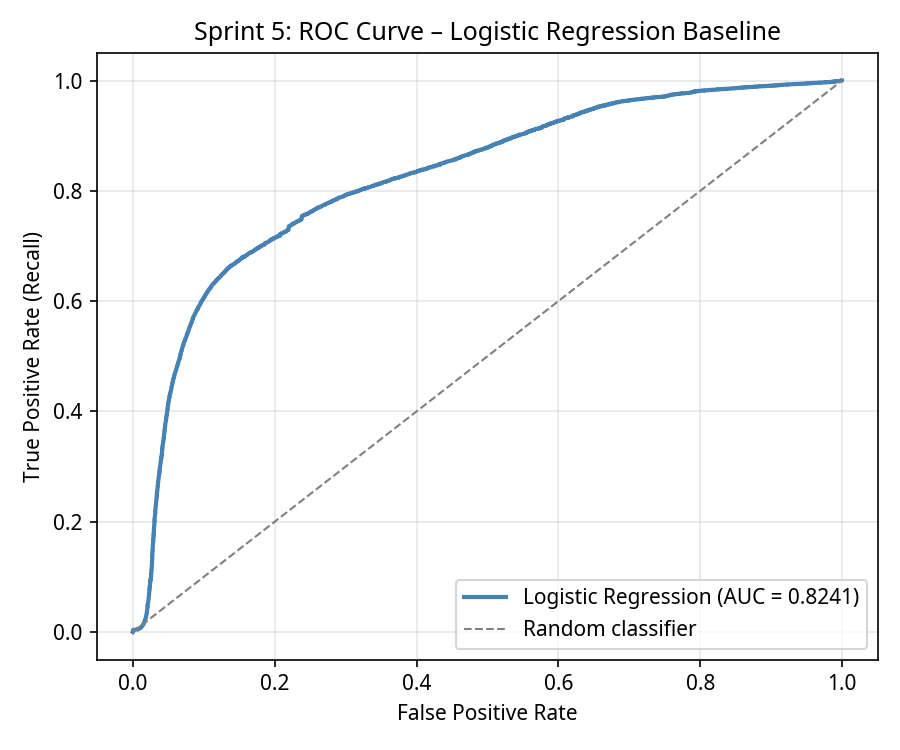 Sprint 5: ROC Curve – Logistic Regression Baseline
True Positive Rate (Recall)
1.0
0.8
0.6
0.4
0.2
0.0
Logistic Regression (AUC = 0.8241)
Random classifier
0.0 0.2 0.4 0.6 0.8 1.0
False Positive Rate